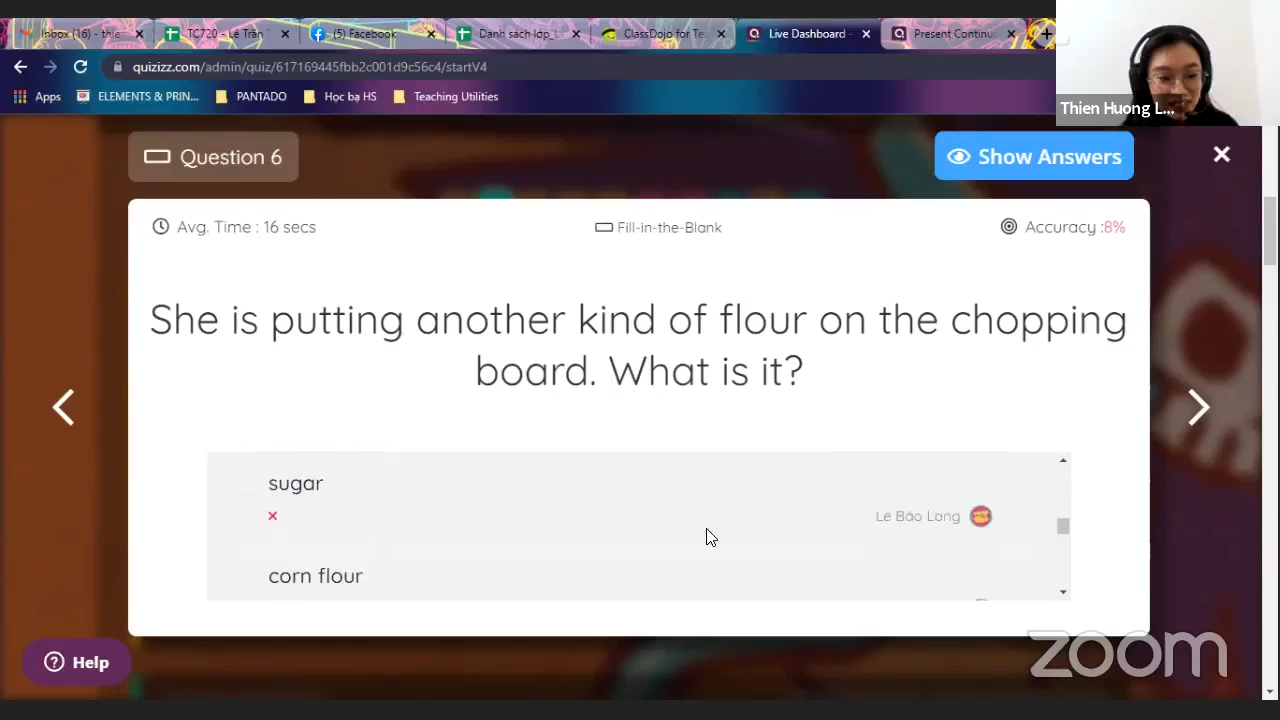 Inbox (16) - thie
TC720 - Lê Trần T
(5) Facebook
Danh sách lớp_L
ClassDojo for Te
Live Dashboard -
Present Continu
quizizz.com/admin/quiz/617169445fbb2c001d9c56c4/startV4
Apps
ELEMENTS & PRIN...
PANTADO
Học bạ HS
Teaching Utilities
Thien Huong L...
Question 6
Show Answers
Avg. Time : 16 secs
Fill-in-the-Blank
Accuracy :8%
She is putting another kind of flour on the chopping
board. What is it?
sugar
Le Bảo Long
corn flour
Help
zoom